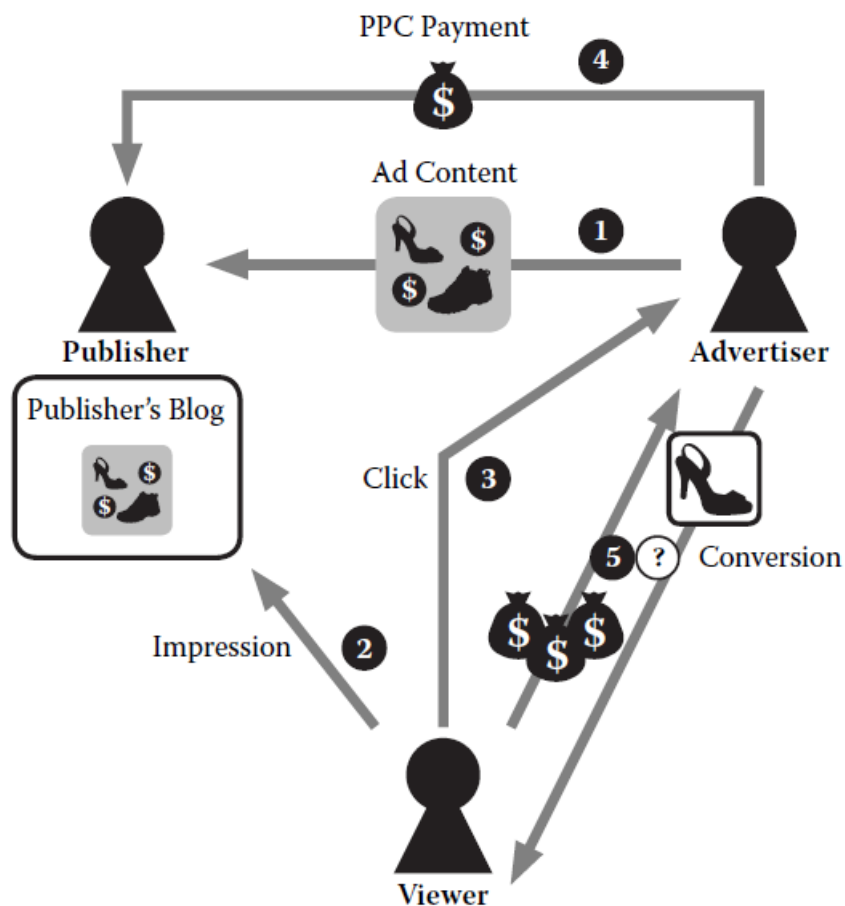 PPC Payment
4
$
Ad Content
1
$
$
Publisher
Advertiser
Publisher's Blog
$
$
Click
3
5 ? Conversion
$ $ $
Impression
2
Viewer